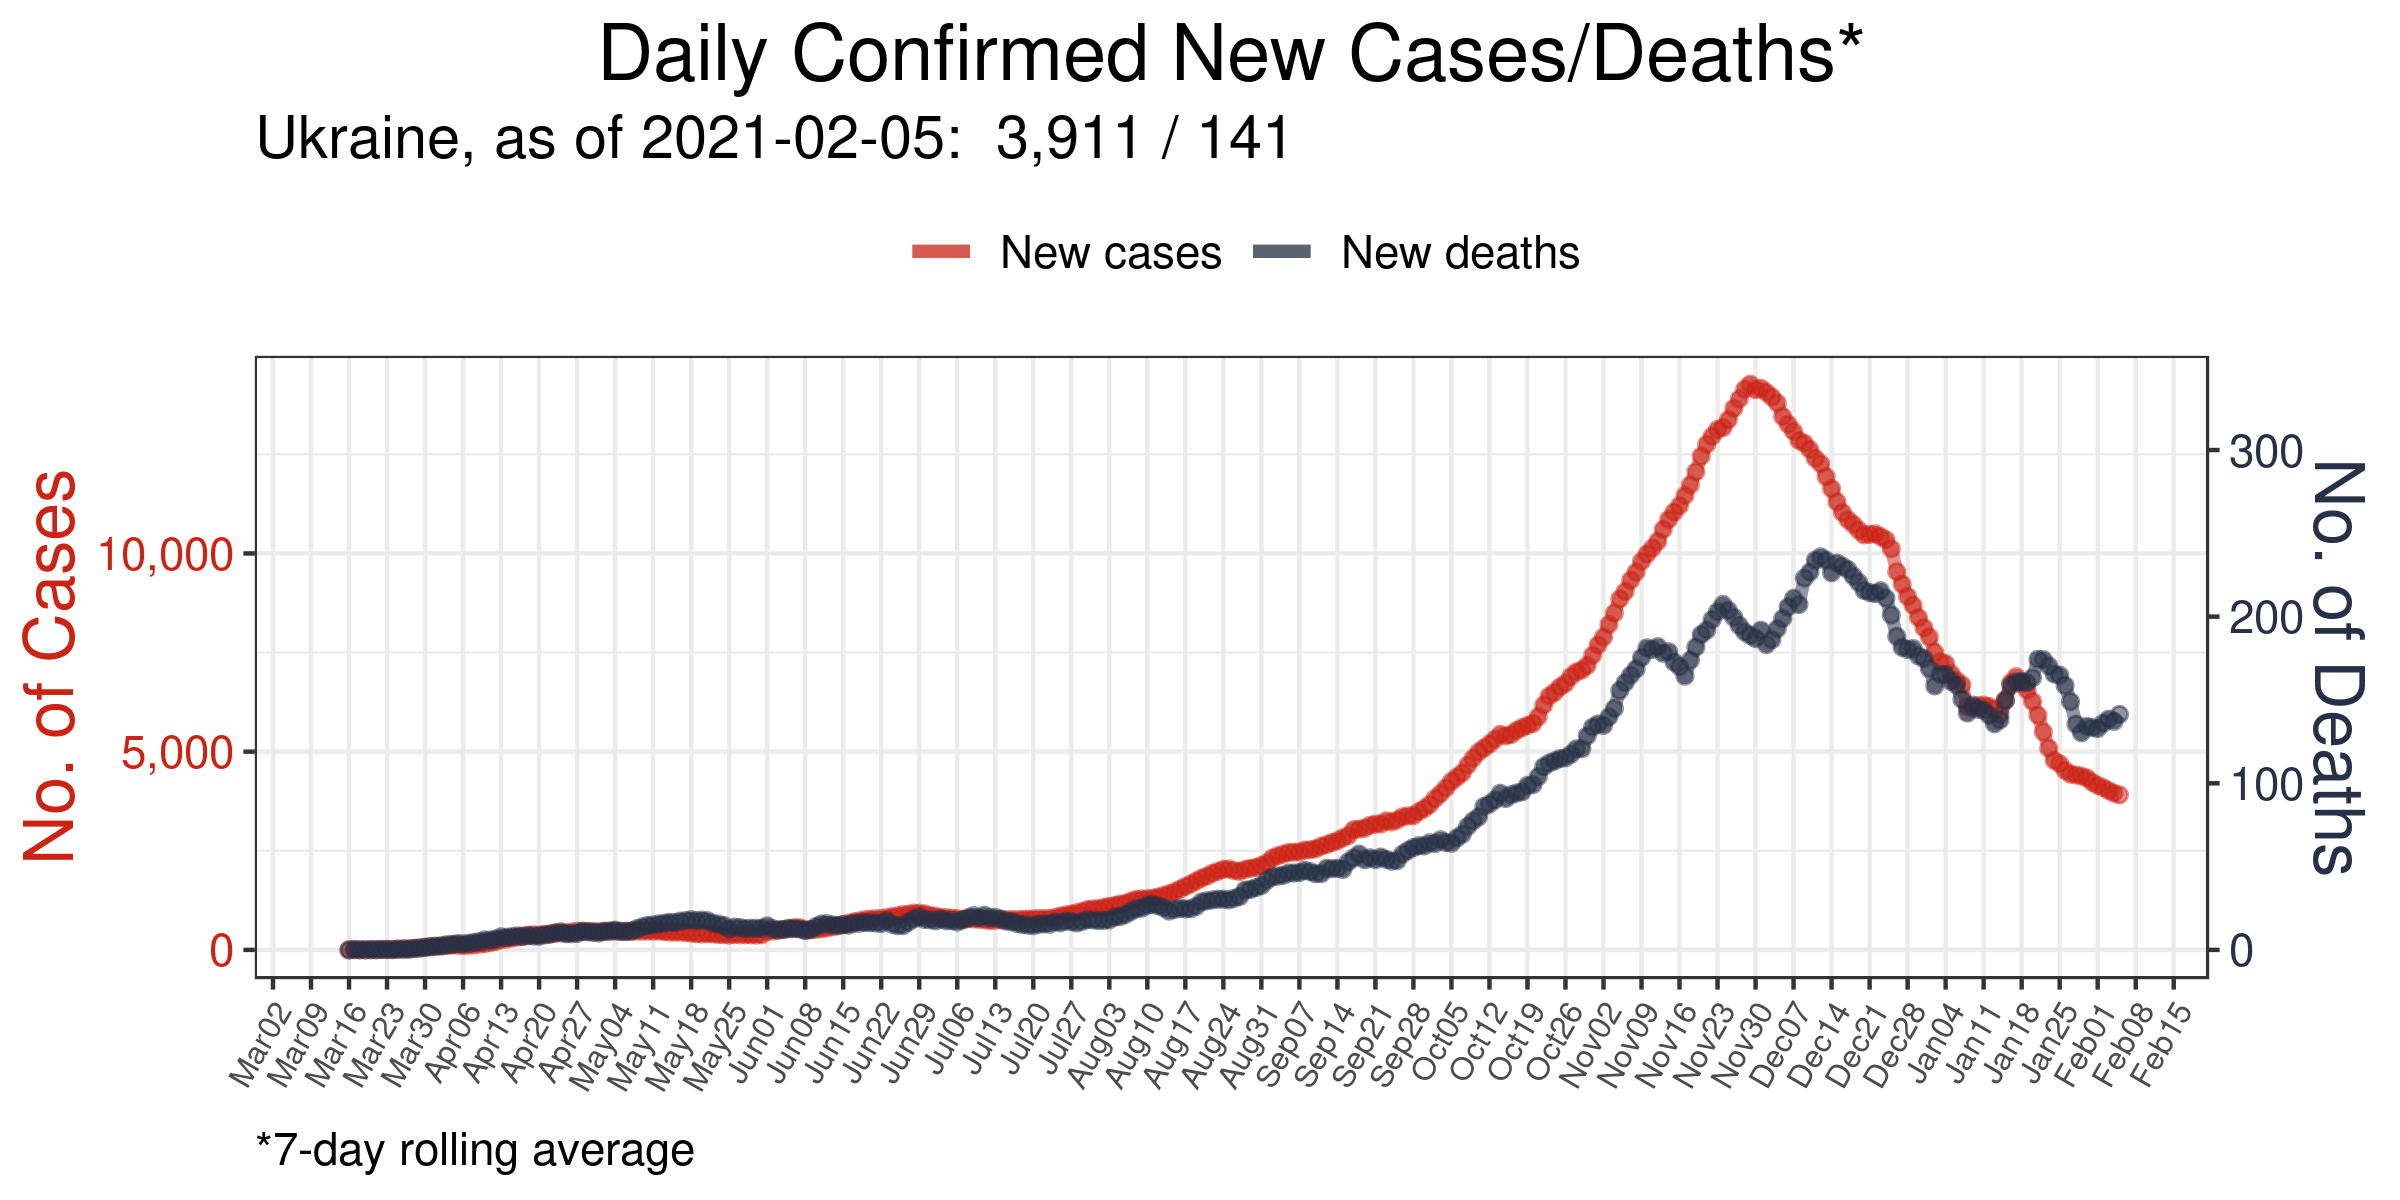 Daily Confirmed New Cases/Deaths*
Ukraine, as of 2021-02-05:  3,911 / 141
New cases
New deaths
No. of Cases
10,000
5,000
0
300
200
100
0
No. of Deaths
Mar02
Mar09
Mar16
Mar23
Mar30
Apr06
Apr13
Apr20
Apr27
May04
May11
May18
May25
Jun01
Jun08
Jun15
Jun22
Jun29
Jul06
Jul13
Jul20
Jul27
Aug03
Aug10
Aug17
Aug24
Aug31
Sep07
Sep14
Sep21
Sep28
Oct05
Oct12
Oct19
Oct26
Nov02
Nov09
Nov16
Nov23
Nov30
Dec07
Dec14
Dec21
Dec28
Jan04
Jan11
Jan18
Jan25
Feb01
Feb08
Feb15
*7-day rolling average